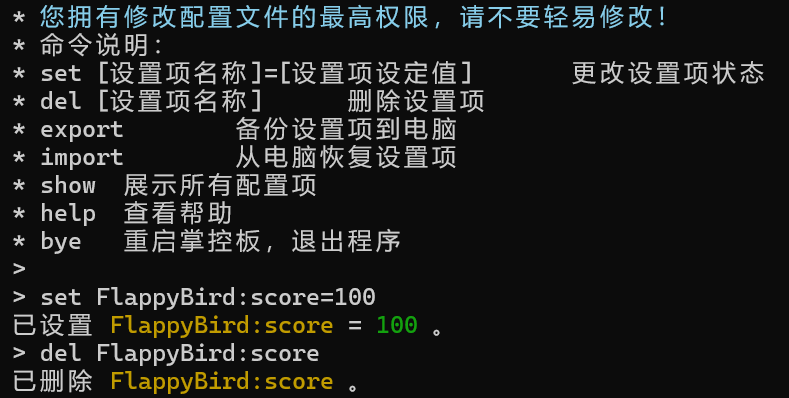 * 您拥有修改配置文件的最高权限，请不要轻易修改！
* 命令说明：
* set [设置项名称]=[设置项设定值]       更改设置项状态
* del [设置项名称]      删除设置项
* export        备份设置项到电脑
* import        从电脑恢复设置项
* show  展示所有配置项
* help  查看帮助
* bye   重启掌控板，退出程序
>
> set FlappyBird:score=100
已设置 FlappyBird:score = 100 。
> del FlappyBird:score
已删除 FlappyBird:score 。